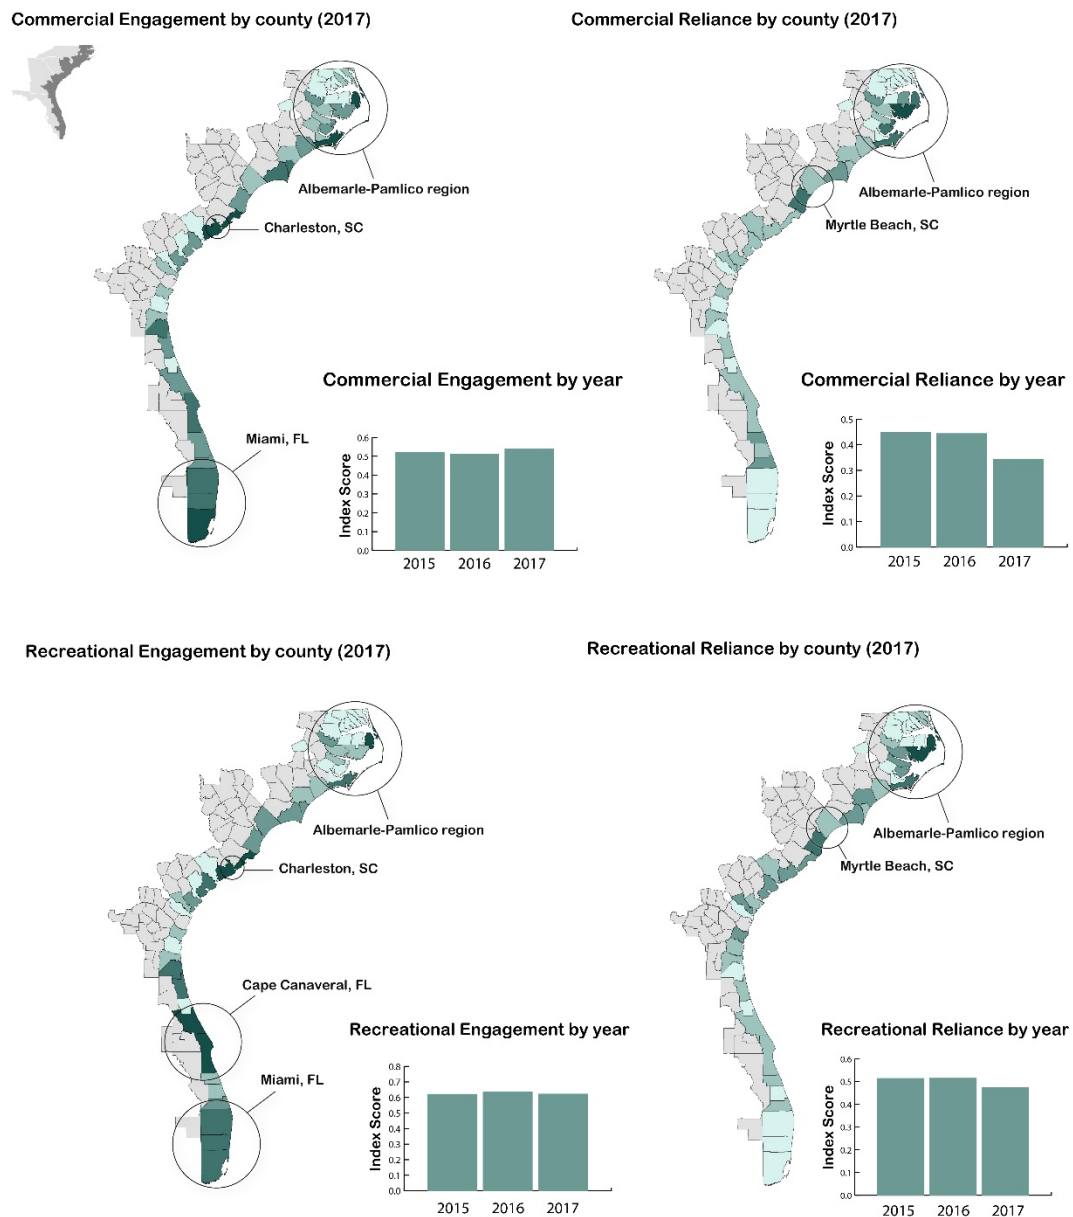 Commercial Engagement by county (2017)
Albemarle-Pamlico region
Charleston, SC
Miami, FL
Commercial Engagement by year
Index Score
0.6
0.5
0.4
0.3
0.2
0.1
0.0
2015 2016 2017
Commercial Reliance by county (2017)
Albemarle-Pamlico region
Myrtle Beach, SC
Commercial Reliance by year
Index Score
0.5
0.4
0.3
0.2
0.1
0.0
2015 2016 2017
Recreational Engagement by county (2017)
Albemarle-Pamlico region
Charleston, SC
Cape Canaveral, FL
Miami, FL
Recreational Engagement by year
Index Score
0.8
0.7
0.6
0.5
0.4
0.3
0.2
0.1
0.0
2015 2016 2017
Recreational Reliance by county (2017)
Albemarle-Pamlico region
Myrtle Beach, SC
Recreational Reliance by year
Index Score
0.6
0.5
0.4
0.3
0.2
0.1
0.0
2015 2016 2017